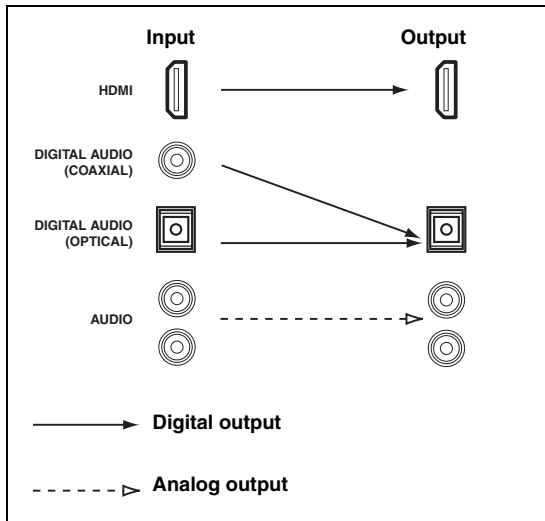 Input Output
HDMI
DIGITAL AUDIO
(COAXIAL)
DIGITAL AUDIO
(OPTICAL)
AUDIO
Digital output
Analog output